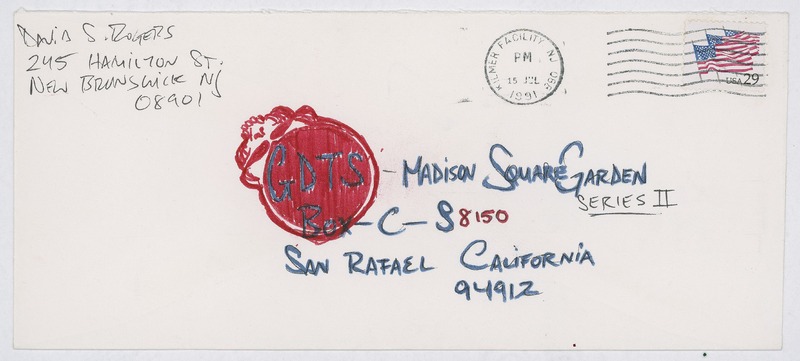 David S. Rogers
245 Hamilton St.
New Brunswick NJ
08901
KILMER FACILITY NJ 088
PM
15 JUL
1991
USA 29
GDTS - Madison Square Garden
Series II
Box - C - S 8150
San Rafael California
94912